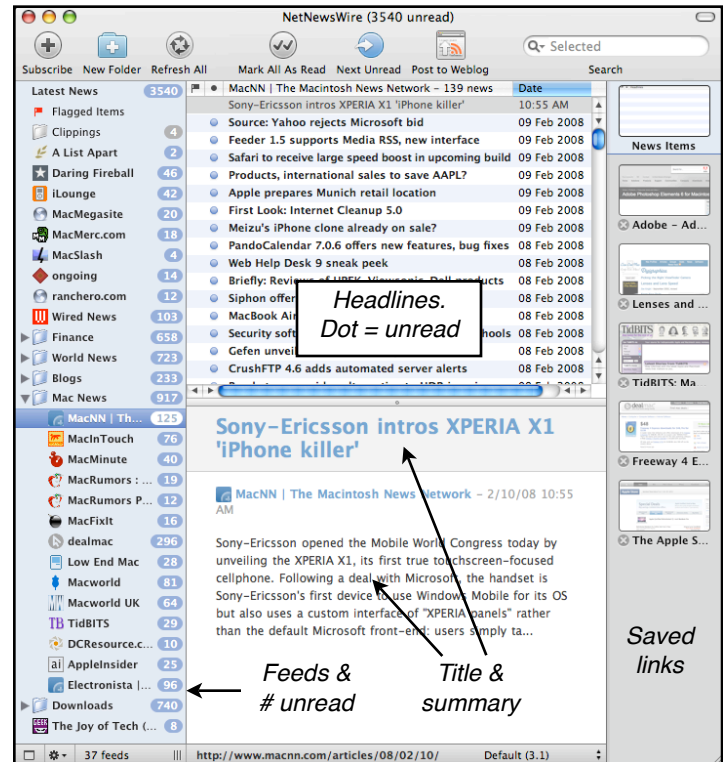 NetNewsWire (3540 unread)
Subscribe New Folder Refresh All Mark All As Read Next Unread Post to Weblog Search
Selected
Latest News 3540
Flagged Items
Clippings 4
A List Apart 2
Daring Fireball 46
iLounge 42
MacMegasite 20
MacMerc.com 18
MacSlash 4
ongoing 14
ranchero.com 12
Wired News 103
Finance 658
World News 723
Blogs 233
Mac News 917
MacNN | Th... 125
MacInTouch 76
MacMinute 40
MacRumors : ... 19
MacRumors P... 12
MacFixIt 16
dealmac 296
Low End Mac 28
Macworld 81
Macworld UK 64
TidBITS 29
DCResource.c... 10
AppleInsider 25
Electronista |... 96
Downloads 740
The Joy of Tech (... 8
37 feeds
MacNN | The Macintosh News Network – 139 news Date
Sony-Ericsson intros XPERIA X1 'iPhone killer' 10:55 AM
Source: Yahoo rejects Microsoft bid 09 Feb 2008
Feeder 1.5 supports Media RSS, new interface 09 Feb 2008
Safari to receive large speed boost in upcoming build 09 Feb 2008
Products, international sales to save AAPL? 09 Feb 2008
Apple prepares Munich retail location 09 Feb 2008
First Look: Internet Cleanup 5.0 09 Feb 2008
Meizu's iPhone clone already on sale? 09 Feb 2008
PandoCalendar 7.0.6 offers new features, bug fixes 08 Feb 2008
Web Help Desk 9 sneak peek 08 Feb 2008
Briefly: products 08 Feb 2008
Siphon offer 08 Feb 2008
MacBook Air 08 Feb 2008
Security soft hools 08 Feb 2008
Gefen unvei 08 Feb 2008
CrushFTP 4.6 adds automated server alerts 08 Feb 2008
Headlines.
Dot = unread
Sony-Ericsson intros XPERIA X1
'iPhone killer'
MacNN | The Macintosh News Network – 2/10/08 10:55
AM
Sony-Ericsson opened the Mobile World Congress today by
unveiling the XPERIA X1, its first true touchscreen-focused
cellphone. Following a deal with Microsoft, the handset is
Sony-Ericsson's first device to use Windows Mobile for its OS
but also uses a custom interface of "XPERIA panels" rather
than the default Microsoft front-end: users simply ta...
Feeds &
# unread
Title &
summary
http://www.macnn.com/articles/08/02/10/ Default (3.1)
News Items
Adobe – Ad...
Lenses and ...
TidBITS
TidBITS: Ma...
Freeway 4 E...
The Apple S...
Saved
links